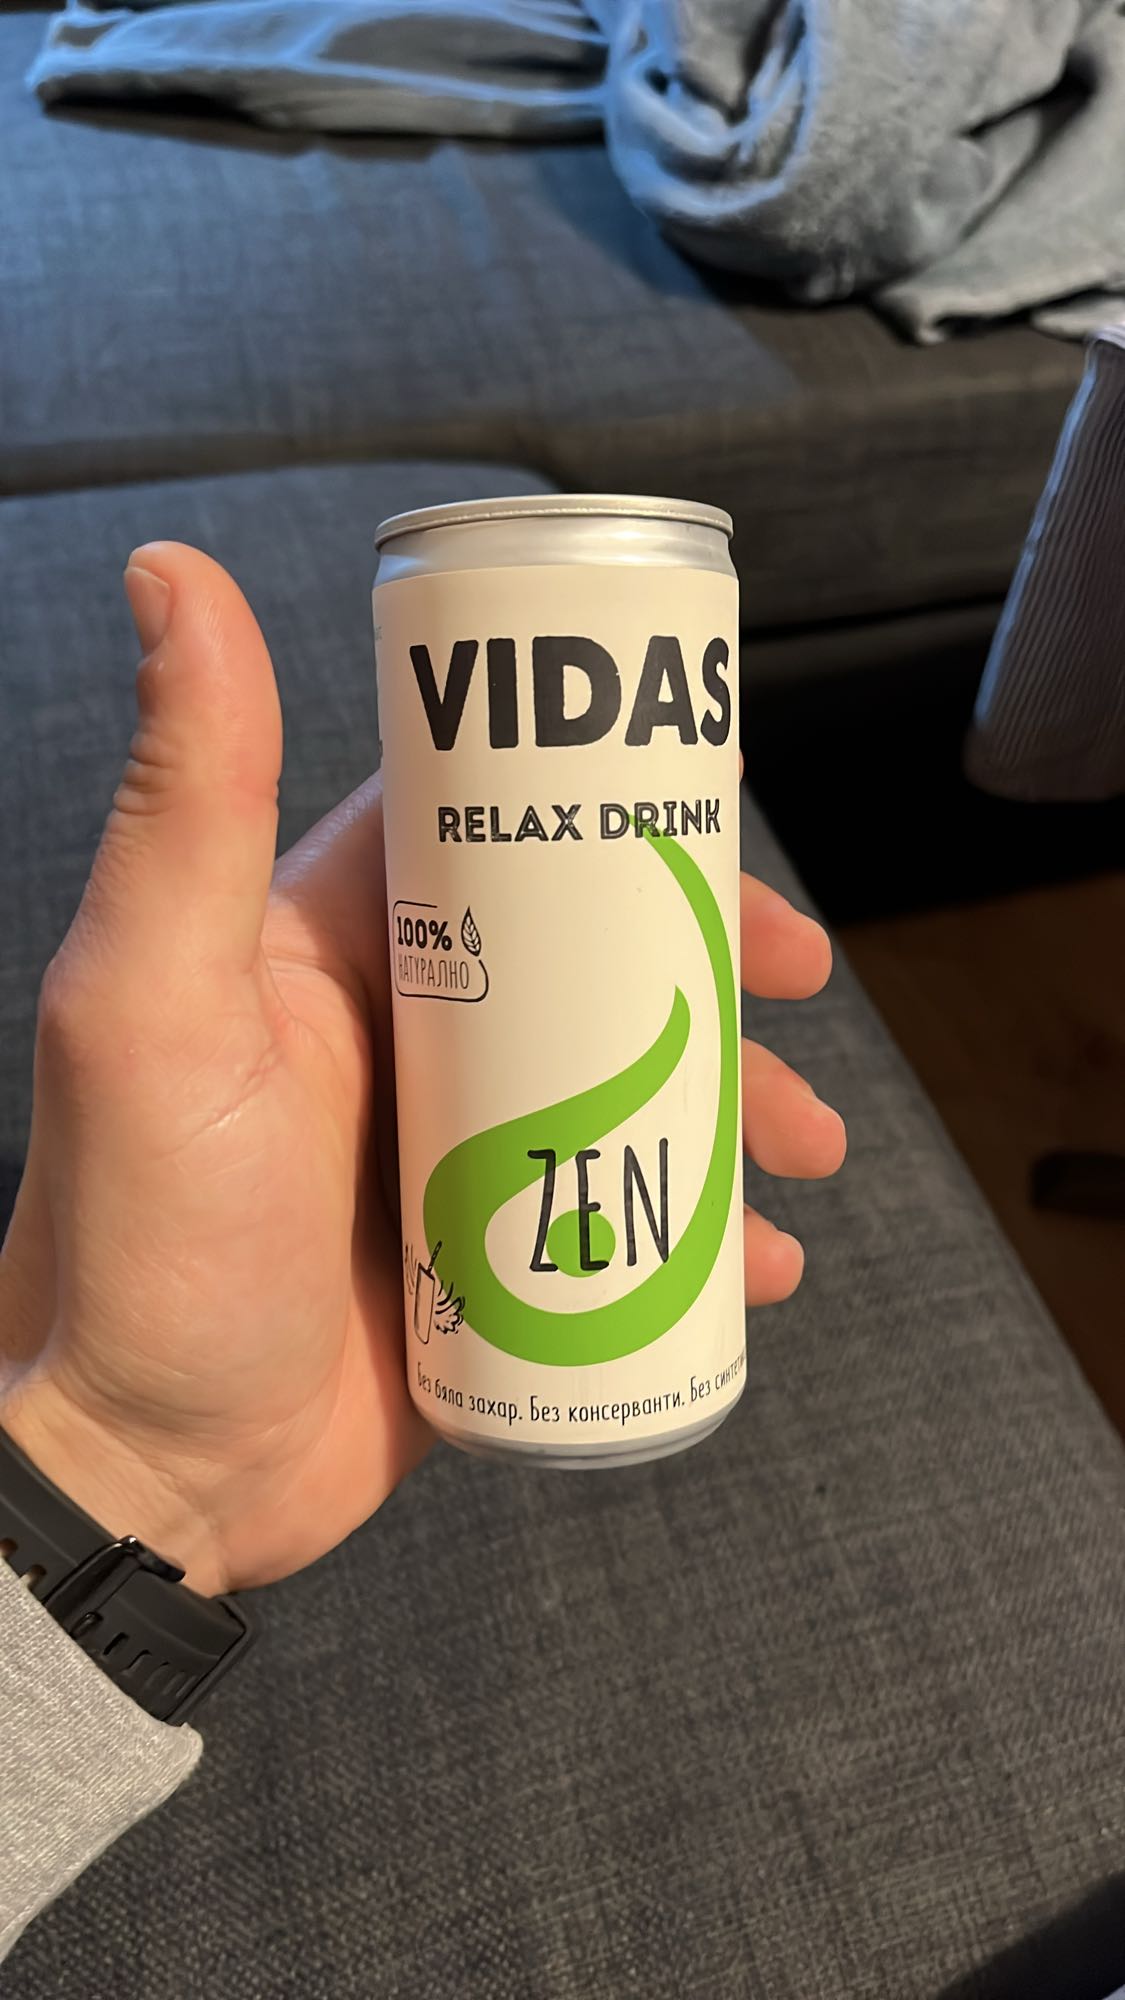 VIDAS
RELAX DRINK
100%
НАТУРАЛНО
ZEN
Без бяла захар. Без консерванти. Без